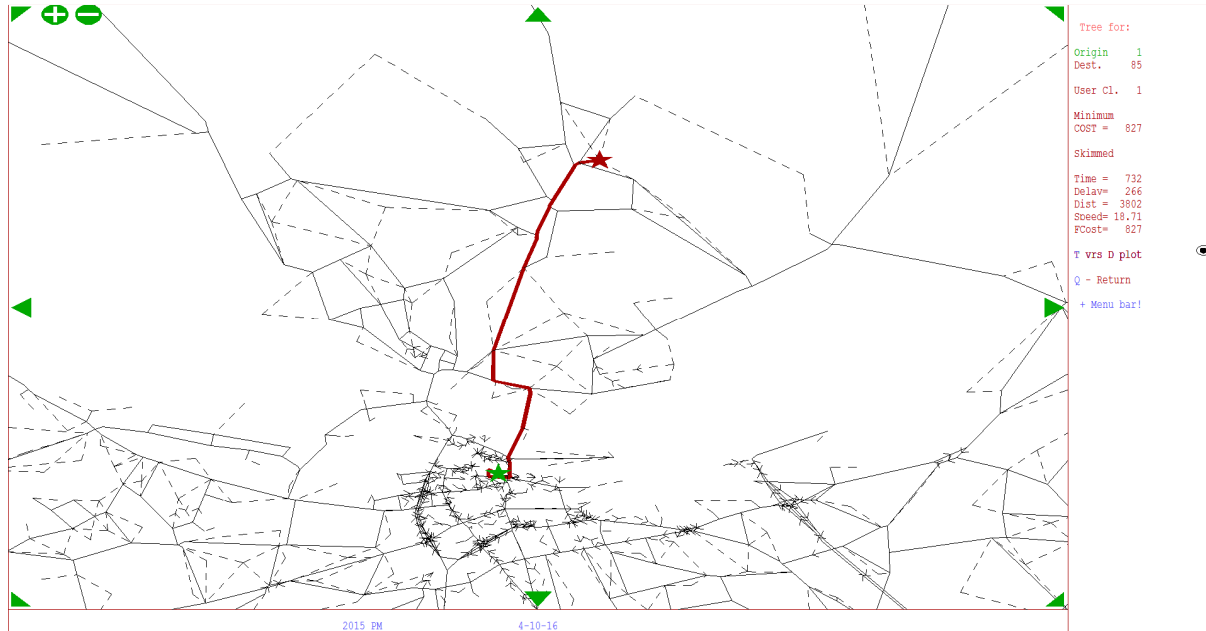 Tree for:
Origin 1
Dest. 85
User Cl. 1
Minimum
COST = 827
Skimmed
Time = 732
Delay= 266
Dist = 3802
Speed= 18.71
FCost= 827
T vrs D plot
Q - Return
+ Menu bar!
2015 PM 4-10-16